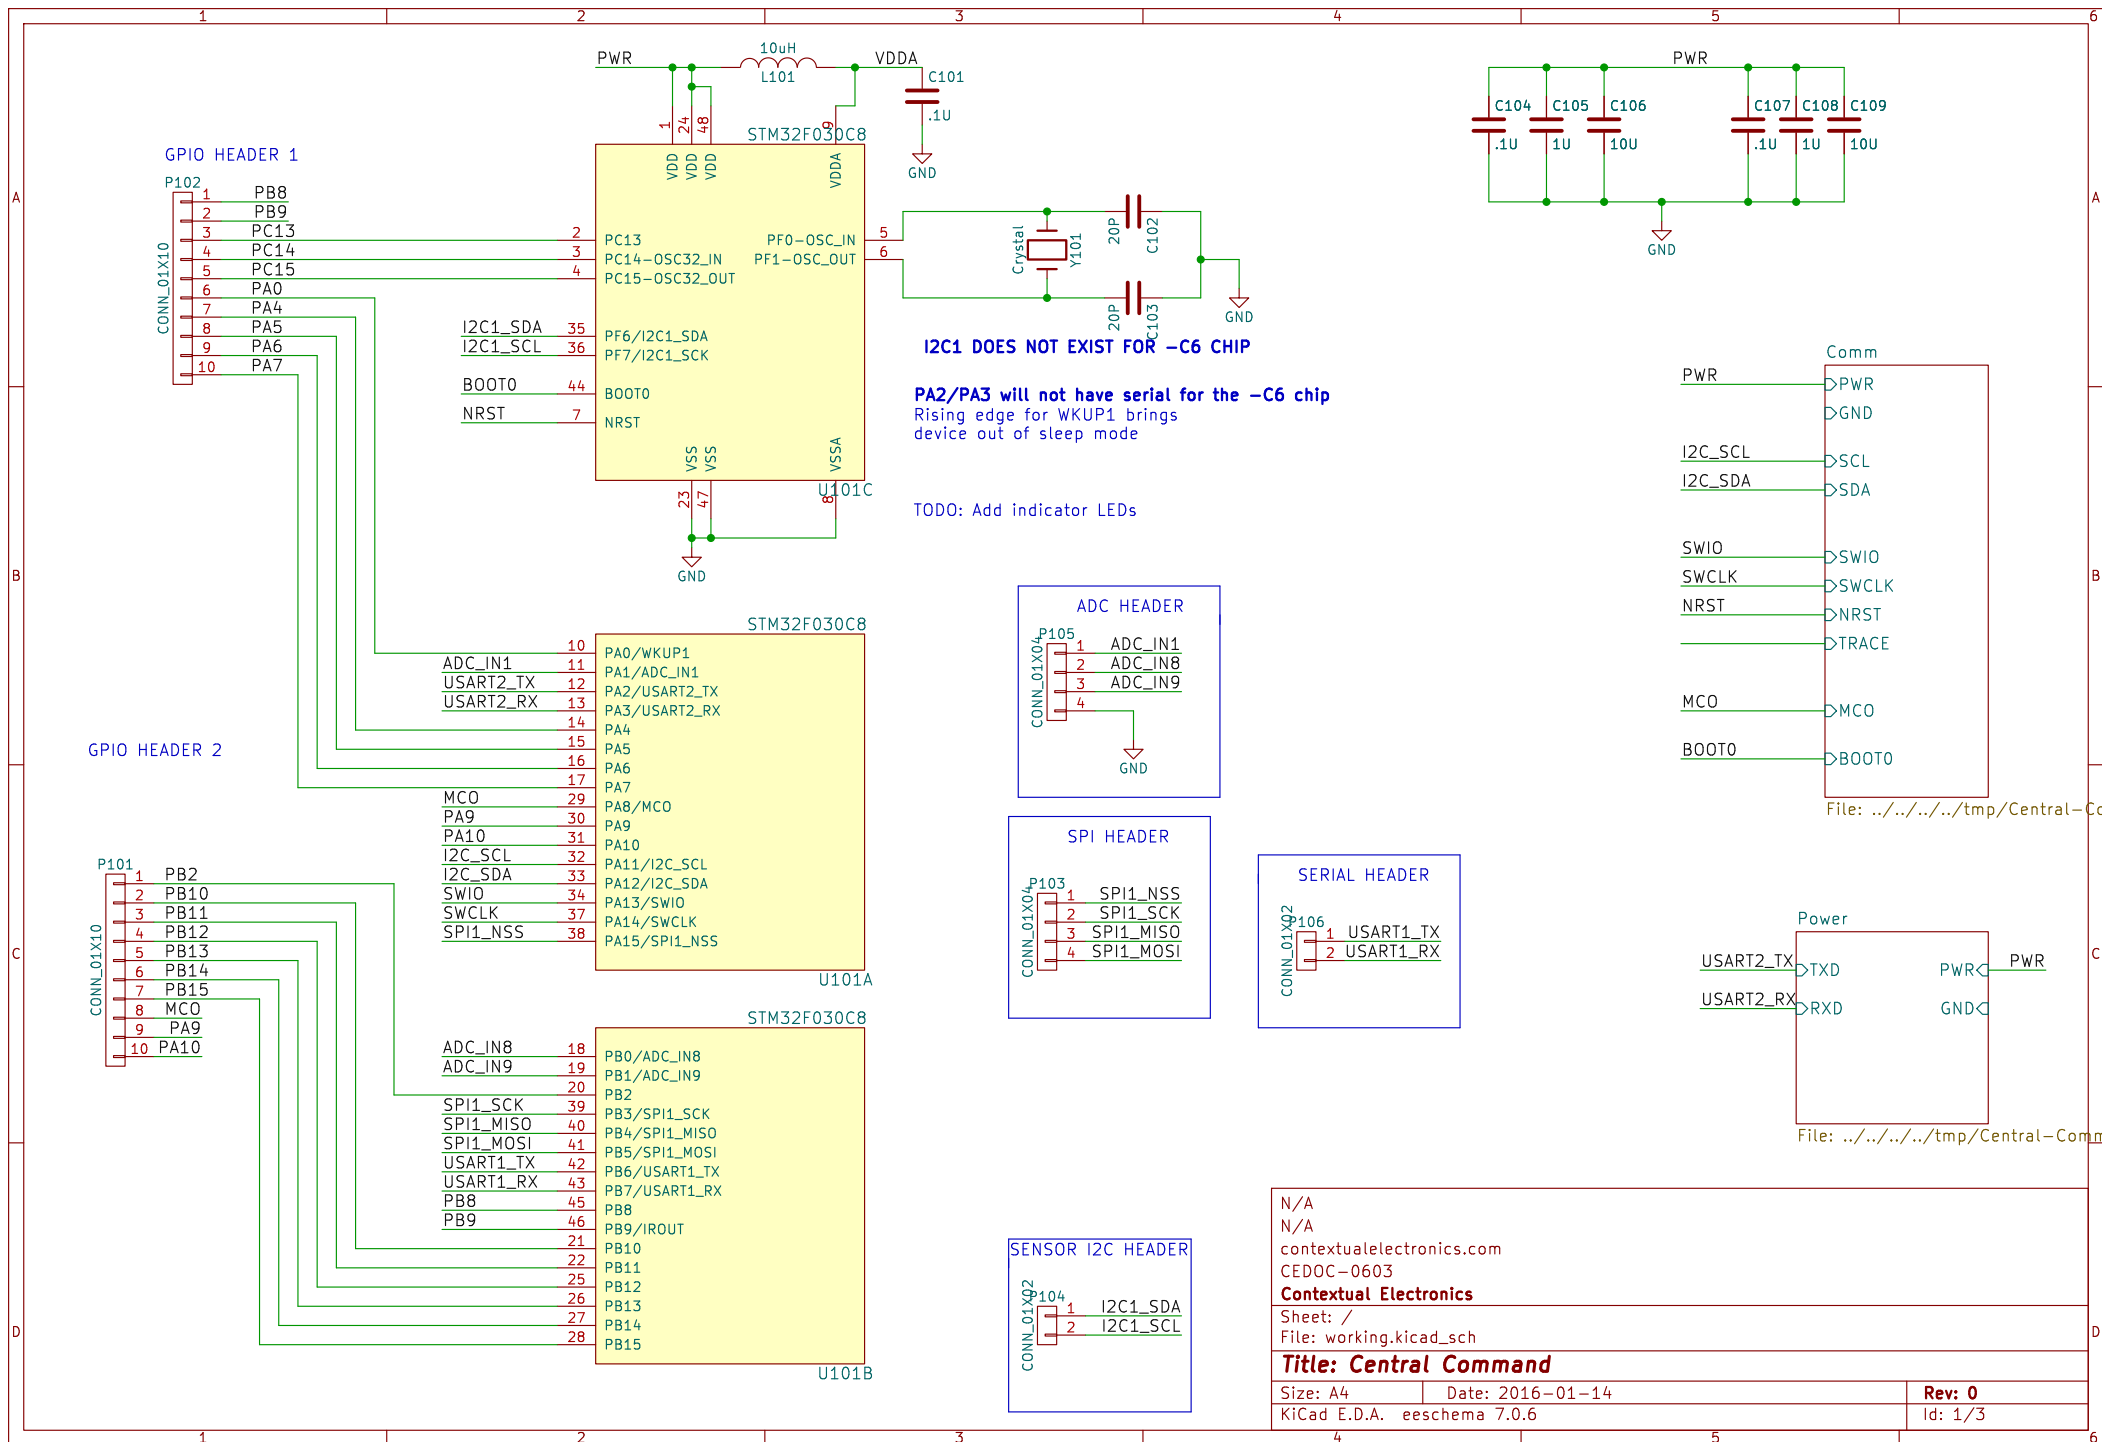 1 2 3 4 5 6
A
B
C
D
PWR
10uH
L101
VDDA
C101
.1U
GND
1
24
48
9
STM32F030C8
VDD
VDD
VDD
VDDA
2 PC13
3 PC14-OSC32_IN
4 PC15-OSC32_OUT
PF0-OSC_IN 5
PF1-OSC_OUT 6
I2C1_SDA 35 PF6/I2C1_SDA
I2C1_SCL 36 PF7/I2C1_SCK
BOOT0 44 BOOT0
NRST 7 NRST
VSS
VSS
VSSA
23
47
8
U101C
GND
GPIO HEADER 1
P102
CONN_01X10
1 PB8
2 PB9
3 PC13
4 PC14
5 PC15
6 PA0
7 PA4
8 PA5
9 PA6
10 PA7
Crystal
Y101
20P
C102
20P
C103
GND
I2C1 DOES NOT EXIST FOR -C6 CHIP
PA2/PA3 will not have serial for the -C6 chip
Rising edge for WKUP1 brings
device out of sleep mode
TODO: Add indicator LEDs
PWR
C104
.1U
C105
1U
C106
10U
C107
.1U
C108
1U
C109
10U
GND
Comm
PWR PWR
GND
I2C_SCL SCL
I2C_SDA SDA
SWIO SWIO
SWCLK SWCLK
NRST NRST
TRACE
MCO MCO
BOOT0 BOOT0
File: ../../../../tmp/Central-Co
STM32F030C8
10 PA0/WKUP1
ADC_IN1 11 PA1/ADC_IN1
USART2_TX 12 PA2/USART2_TX
USART2_RX 13 PA3/USART2_RX
14 PA4
15 PA5
16 PA6
17 PA7
MCO 29 PA8/MCO
PA9 30 PA9
PA10 31 PA10
I2C_SCL 32 PA11/I2C_SCL
I2C_SDA 33 PA12/I2C_SDA
SWIO 34 PA13/SWIO
SWCLK 37 PA14/SWCLK
SPI1_NSS 38 PA15/SPI1_NSS
U101A
GPIO HEADER 2
P101
CONN_01X10
1 PB2
2 PB10
3 PB11
4 PB12
5 PB13
6 PB14
7 PB15
8 MCO
9 PA9
10 PA10
STM32F030C8
ADC_IN8 18 PB0/ADC_IN8
ADC_IN9 19 PB1/ADC_IN9
20 PB2
SPI1_SCK 39 PB3/SPI1_SCK
SPI1_MISO 40 PB4/SPI1_MISO
SPI1_MOSI 41 PB5/SPI1_MOSI
USART1_TX 42 PB6/USART1_TX
USART1_RX 43 PB7/USART1_RX
PB8 45 PB8
PB9 46 PB9/IROUT
21 PB10
22 PB11
25 PB12
26 PB13
27 PB14
28 PB15
U101B
ADC HEADER
P105
CONN_01X04
1 ADC_IN1
2 ADC_IN8
3 ADC_IN9
4
GND
SPI HEADER
P103
CONN_01X04
1 SPI1_NSS
2 SPI1_SCK
3 SPI1_MISO
4 SPI1_MOSI
SERIAL HEADER
P106
CONN_01X02
1 USART1_TX
2 USART1_RX
SENSOR I2C HEADER
P104
CONN_01X02
1 I2C1_SDA
2 I2C1_SCL
Power
USART2_TX TXD
USART2_RX RXD
PWR PWR
GND
File: ../../../../tmp/Central-Comm
N/A
N/A
contextualelectronics.com
CEDOC-0603
Contextual Electronics
Sheet: /
File: working.kicad_sch
Title: Central Command
Size: A4 Date: 2016-01-14 Rev: 0
KiCad E.D.A. eeschema 7.0.6 Id: 1/3
A
B
C
D
1 2 3 4 5 6